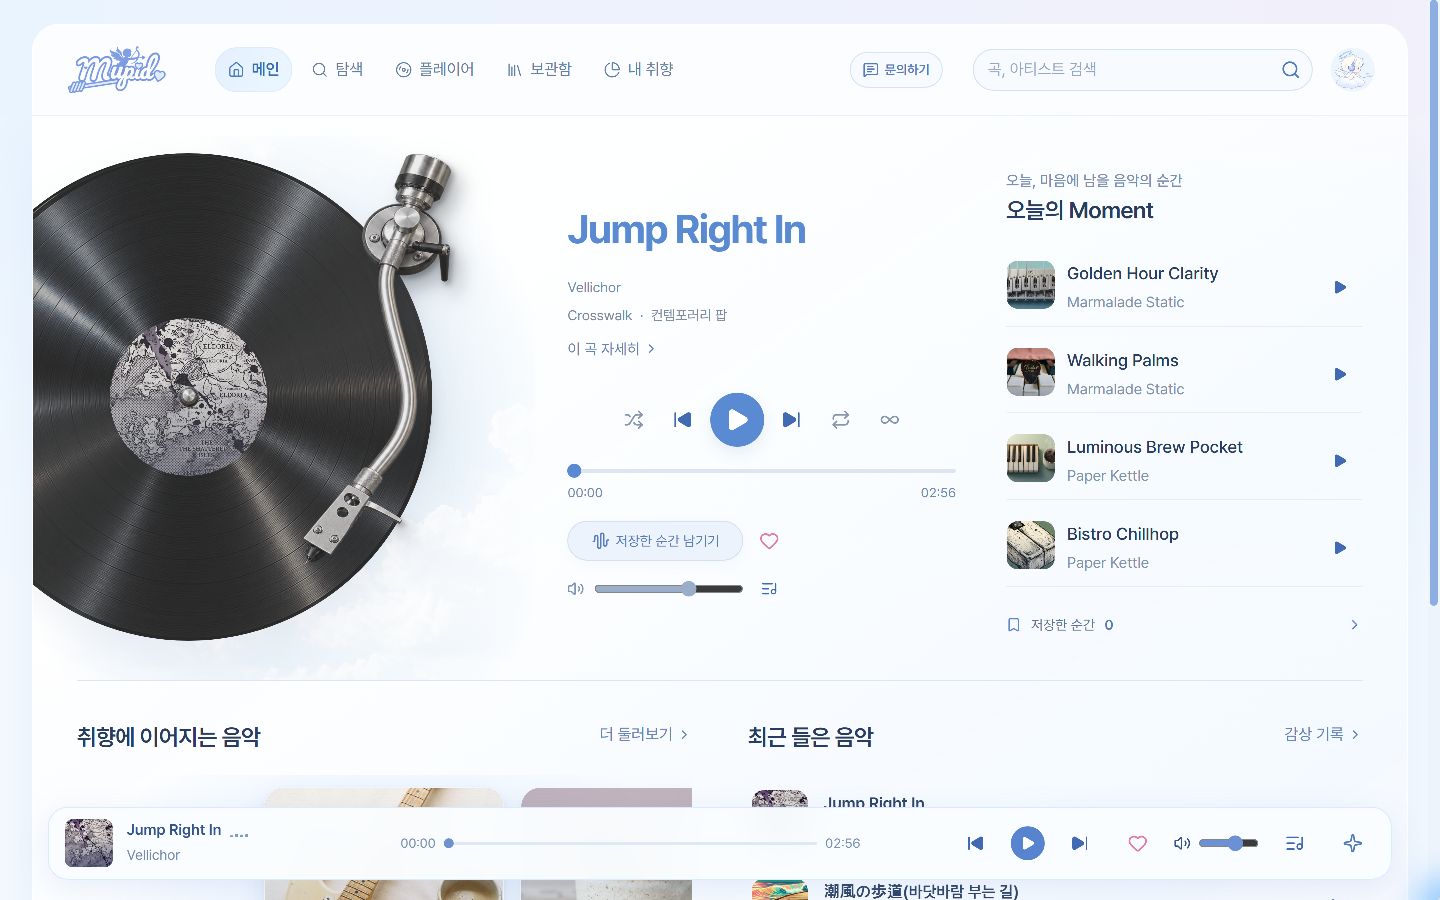 Mupid
메인
탐색
플레이어
보관함
내 취향
문의하기
곡, 아티스트 검색
ELDORIA
ELDORIA
Jump Right In
Vellichor
Crosswalk · 컨템포러리 팝
이 곡 자세히
00:00
02:56
저장한 순간 남기기
오늘, 마음에 남을 음악의 순간
오늘의 Moment
Golden Hour Clarity
Marmalade Static
Walking Palms
Marmalade Static
Luminous Brew Pocket
Paper Kettle
Bistro Chillhop
Paper Kettle
저장한 순간 0
취향에 이어지는 음악
더 둘러보기
최근 들은 음악
감상 기록
Jump Right In
Jump Right In
Vellichor
00:00
02:56
潮風の歩道(바닷바람 부는 길)